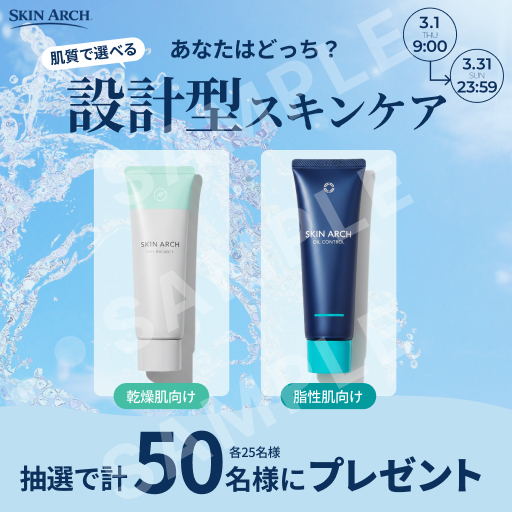 SKIN ARCH
肌質で選べる
あなたはどっち？
3.1
THU
9:00
3.31
SUN
23:59
設計型スキンケア
SKIN ARCH
SKIN ARCH
OIL CONTROL
乾燥肌向け
脂性肌向け
各25名様
抽選で計50名様にプレゼント
SAMPLE
SAMPLE
SAMPLE